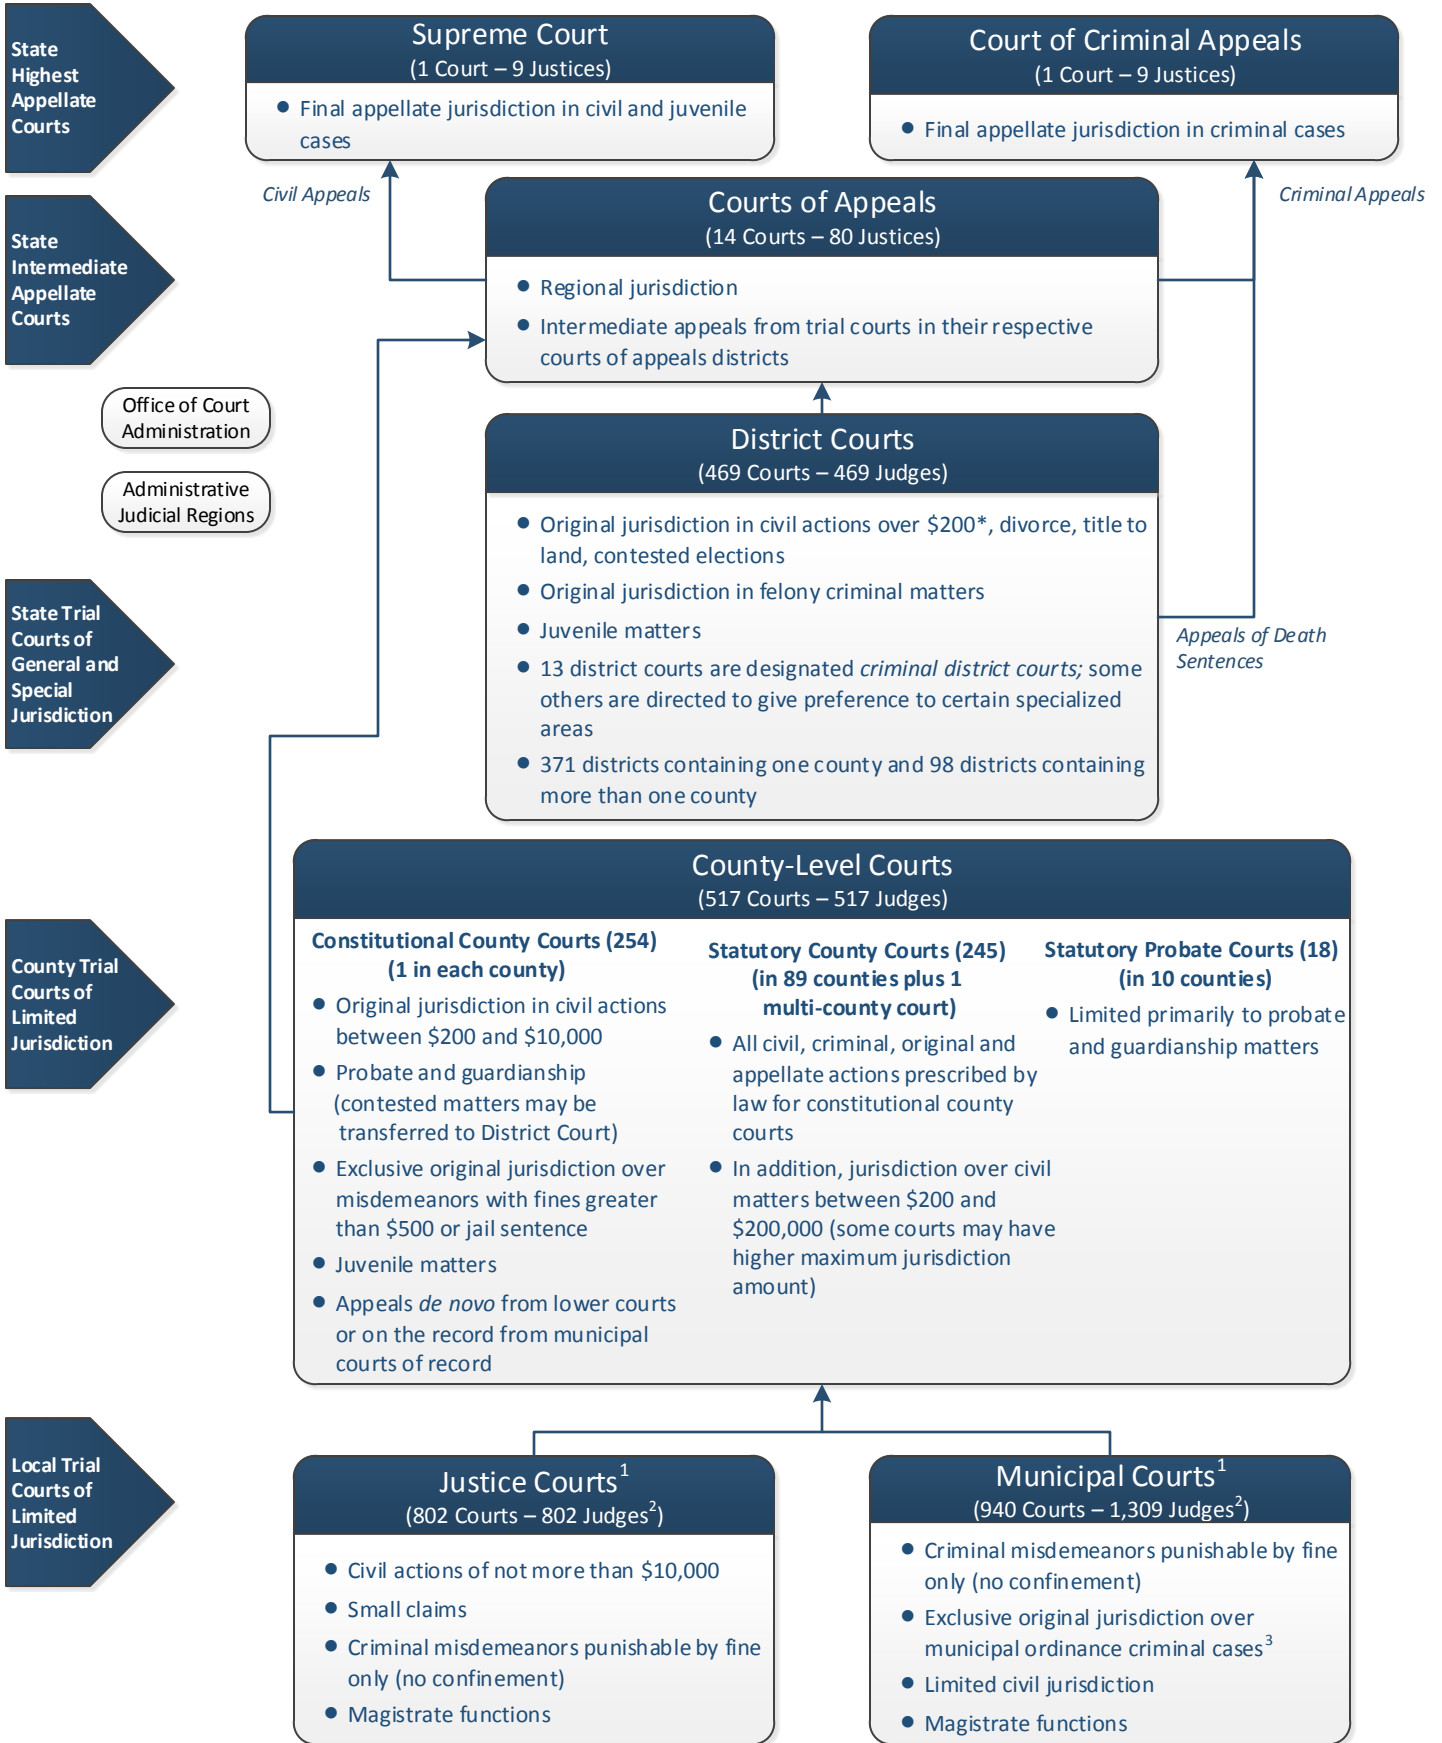 State
Highest
Appellate
Courts
Supreme Court
(1 Court – 9 Justices)
• Final appellate jurisdiction in civil and juvenile
cases
Court of Criminal Appeals
(1 Court – 9 Justices)
• Final appellate jurisdiction in criminal cases
Civil Appeals
Criminal Appeals
State
Intermediate
Appellate
Courts
Courts of Appeals
(14 Courts – 80 Justices)
• Regional jurisdiction
• Intermediate appeals from trial courts in their respective
courts of appeals districts
Office of Court
Administration
Administrative
Judicial Regions
State Trial
Courts of
General and
Special
Jurisdiction
District Courts
(469 Courts – 469 Judges)
• Original jurisdiction in civil actions over $200*, divorce, title to
land, contested elections
• Original jurisdiction in felony criminal matters
• Juvenile matters
• 13 district courts are designated criminal district courts; some
others are directed to give preference to certain specialized
areas
• 371 districts containing one county and 98 districts containing
more than one county
Appeals of Death
Sentences
County Trial
Courts of
Limited
Jurisdiction
County-Level Courts
(517 Courts – 517 Judges)
Constitutional County Courts (254)
(1 in each county)
• Original jurisdiction in civil actions
between $200 and $10,000
• Probate and guardianship
(contested matters may be
transferred to District Court)
• Exclusive original jurisdiction over
misdemeanors with fines greater
than $500 or jail sentence
• Juvenile matters
• Appeals de novo from lower courts
or on the record from municipal
courts of record
Statutory County Courts (245)
(in 89 counties plus 1
multi-county court)
• All civil, criminal, original and
appellate actions prescribed by
law for constitutional county
courts
• In addition, jurisdiction over civil
matters between $200 and
$200,000 (some courts may have
higher maximum jurisdiction
amount)
Statutory Probate Courts (18)
(in 10 counties)
• Limited primarily to probate
and guardianship matters
Local Trial
Courts of
Limited
Jurisdiction
Justice Courts¹
(802 Courts – 802 Judges²)
• Civil actions of not more than $10,000
• Small claims
• Criminal misdemeanors punishable by fine
only (no confinement)
• Magistrate functions
Municipal Courts¹
(940 Courts – 1,309 Judges²)
• Criminal misdemeanors punishable by fine
only (no confinement)
• Exclusive original jurisdiction over
municipal ordinance criminal cases³
• Limited civil jurisdiction
• Magistrate functions